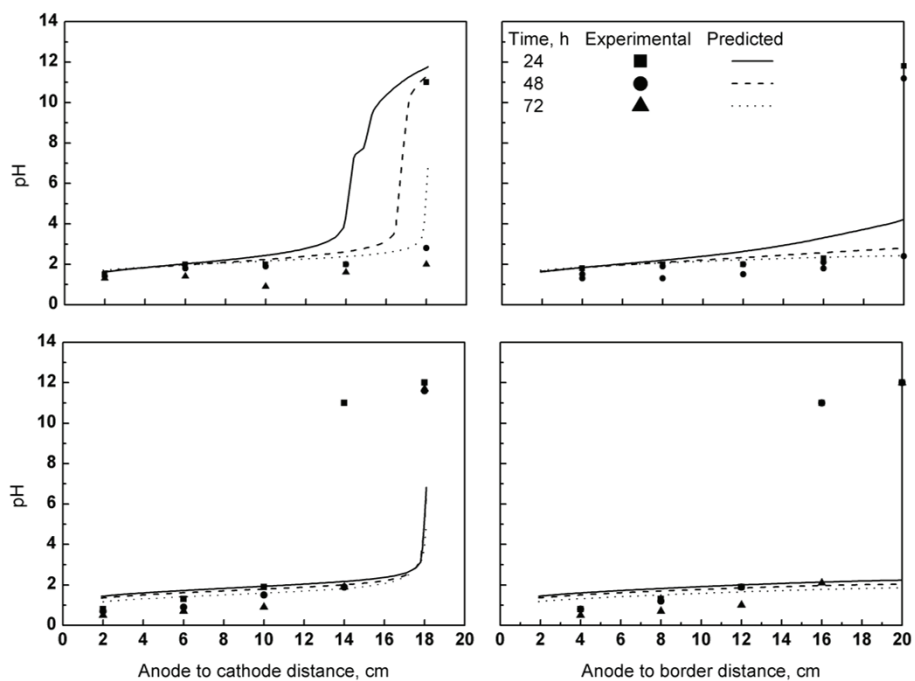 14
12
10
8
6
4
2
0
pH
Time, h Experimental Predicted
24
48
72
14
12
10
8
6
4
2
0
pH
0 2 4 6 8 10 12 14 16 18 20
0 2 4 6 8 10 12 14 16 18 20
Anode to cathode distance, cm
Anode to border distance, cm